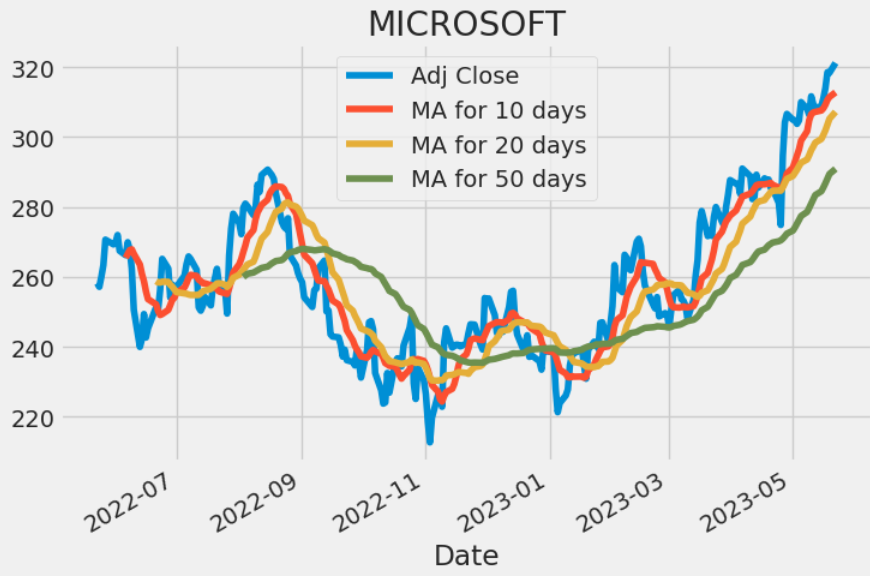 MICROSOFT
Adj Close
MA for 10 days
MA for 20 days
MA for 50 days
320
300
280
260
240
220
2022-07
2022-09
2022-11
2023-01
2023-03
2023-05
Date